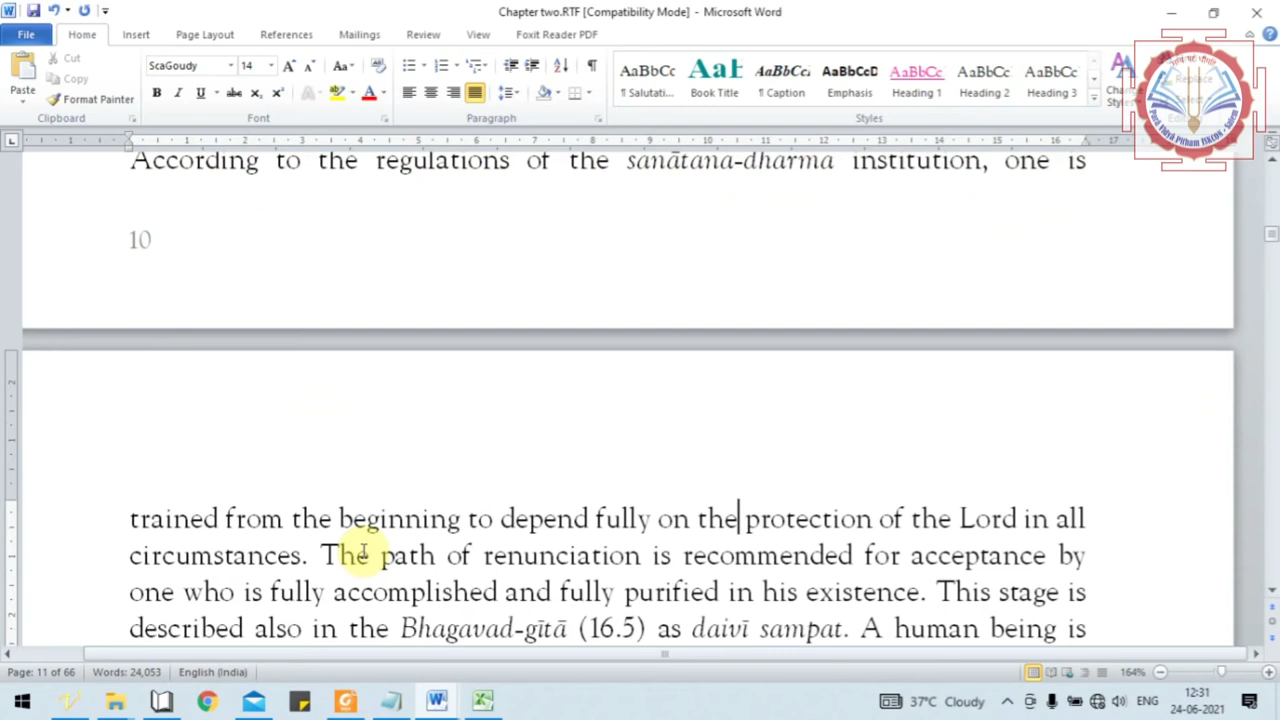 Chapter two.RTF [Compatibility Mode] - Microsoft Word
File Home Insert Page Layout References Mailings Review View Foxit Reader PDF
Paste
Cut
Copy
Format Painter
Clipboard
ScaGoudy 14
Font
Paragraph
AaBbCc AaB AaBbCc AaBbCcD AaBbCc AaBbCc AaBbCc
¶ Salutati... Book Title ¶ Caption Emphasis Heading 1 Heading 2 Heading 3
Styles
Replace
Para Vidyā Pīṭham ISKCON - Salem
According to the regulations of the sanātana-dharma institution, one is
10
trained from the beginning to depend fully on the protection of the Lord in all
circumstances. The path of renunciation is recommended for acceptance by
one who is fully accomplished and fully purified in his existence. This stage is
described also in the Bhagavad-gītā (16.5) as daivī sampat. A human being is
Page: 11 of 66 Words: 24,053 English (India) 164%
37°C Cloudy ENG 12:31
24-06-2021